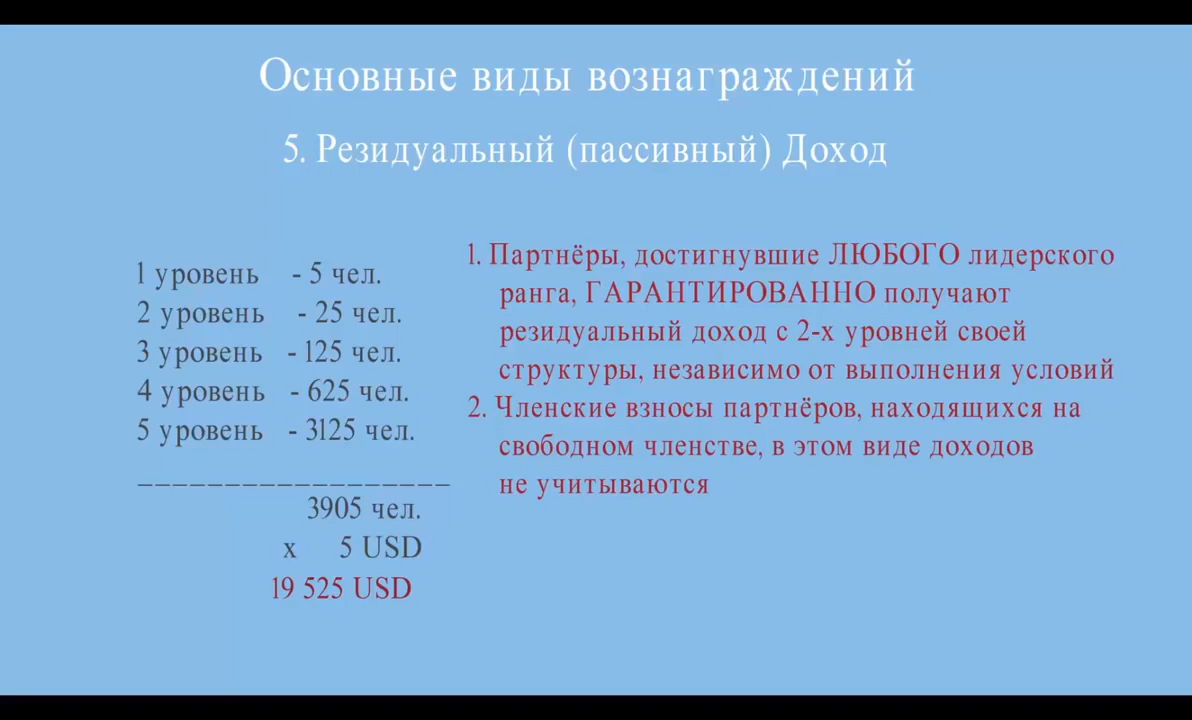 Основные виды вознаграждений
5. Резидуальный (пассивный) Доход
1 уровень - 5 чел.
2 уровень - 25 чел.
3 уровень - 125 чел.
4 уровень - 625 чел.
5 уровень - 3125 чел.
__________________
3905 чел.
х 5 USD
19 525 USD
1. Партнёры, достигнувшие ЛЮБОГО лидерского
ранга, ГАРАНТИРОВАННО получают
резидуальный доход с 2-х уровней своей
структуры, независимо от выполнения условий
2. Членские взносы партнёров, находящихся на
свободном членстве, в этом виде доходов
не учитываются